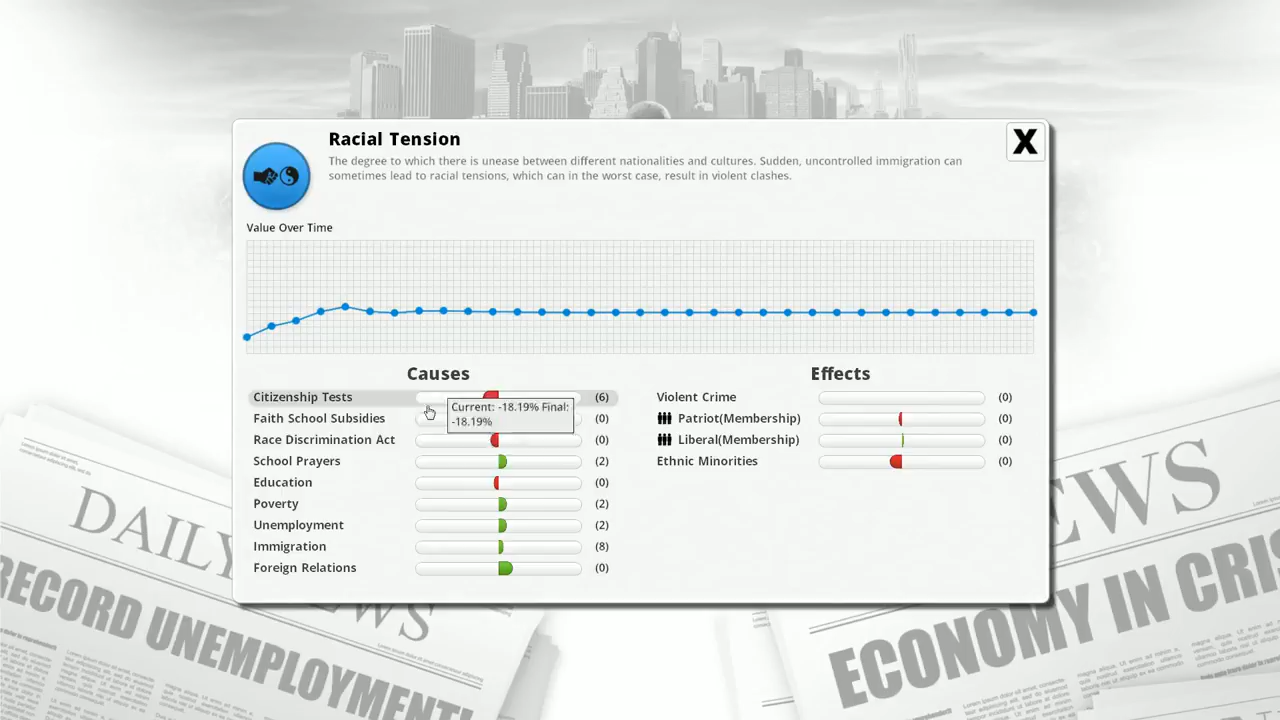 Racial Tension
X
The degree to which there is unease between different nationalities and cultures. Sudden, uncontrolled immigration can
sometimes lead to racial tensions, which can in the worst case, result in violent clashes.
Value Over Time
Causes
Citizenship Tests (6)
Current: -18.19% Final:
-18.19%
Faith School Subsidies (0)
Race Discrimination Act (0)
School Prayers (2)
Education (0)
Poverty (2)
Unemployment (2)
Immigration (8)
Foreign Relations (0)
Effects
Violent Crime (0)
Patriot(Membership) (0)
Liberal(Membership) (0)
Ethnic Minorities (0)
DAILY
WS
RECORD UNEMPLOYMENT!
EWS
ECONOMY IN CRIS